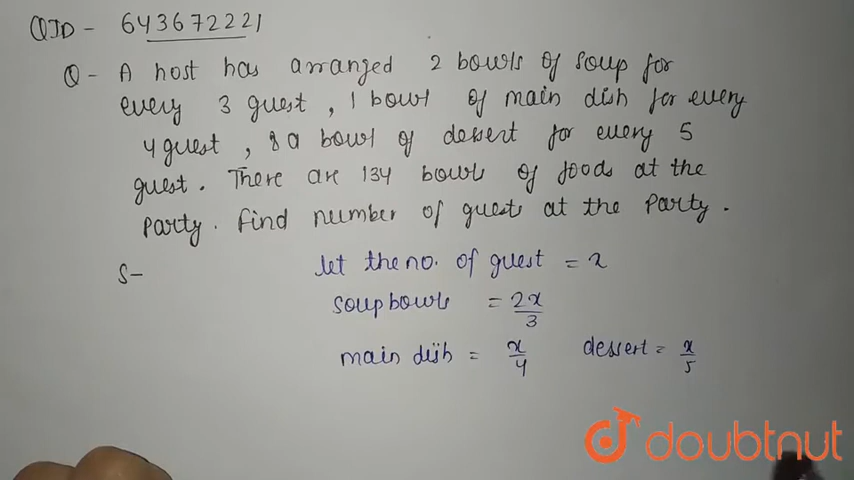 QID - 643672221
Q - A host has arranged 2 bowls of soup for
every 3 guest , 1 bowl of main dish for every
4 guest , & a bowl of dessert for every 5
guest . There are 134 bowls of foods at the
Party . find number of guests at the Party .
S- let the no. of guest = x
soup bowls = 2x/3
main dish = x/4 dessert = x/5
doubtnut